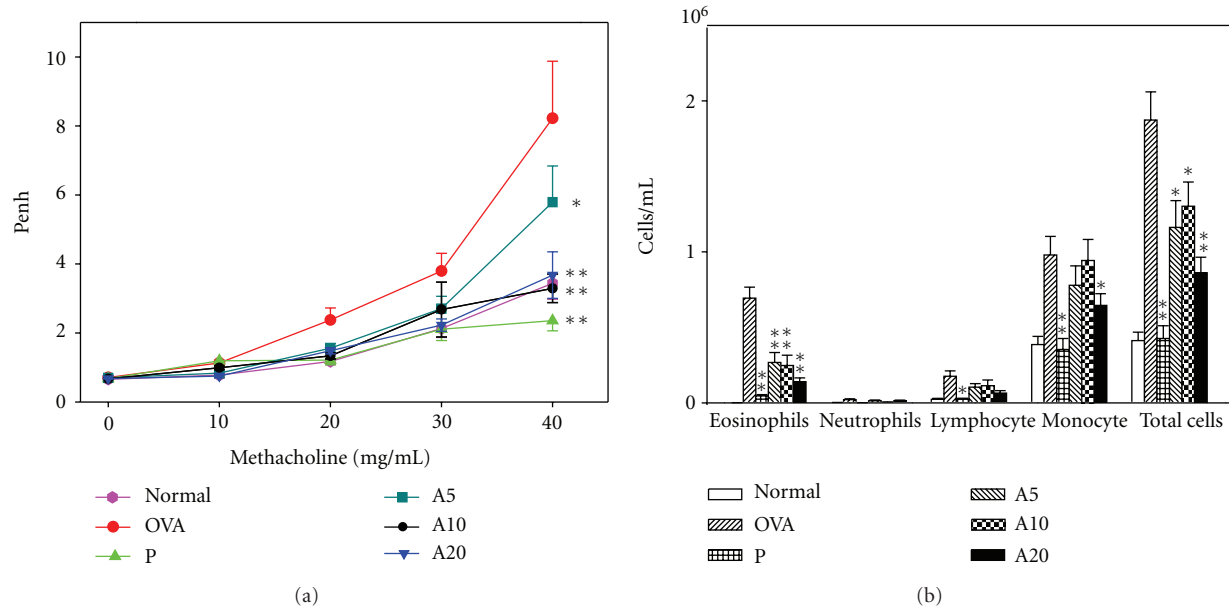 10
8
6
4
2
0
Penh
0 10 20 30 40
Methacholine (mg/mL)
*
**
**
**
Normal
OVA
P
A5
A10
A20
(a)
10⁶
2
1
0
Cells/mL
** ** ** **
*
** *
** * * **
Eosinophils Neutrophils Lymphocyte Monocyte Total cells
Normal
OVA
P
A5
A10
A20
(b)